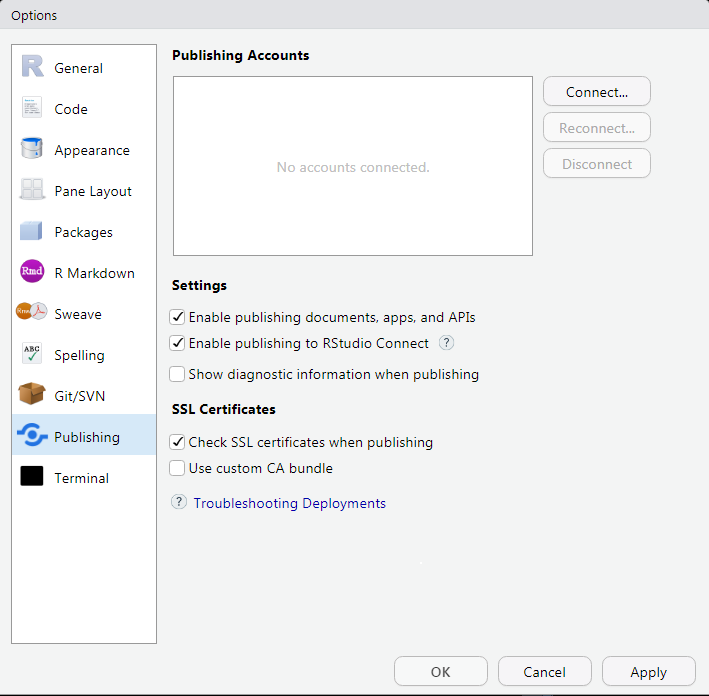 Options
General
Code
Appearance
Pane Layout
Packages
Rmd
R Markdown
Sweave
ABC
Spelling
Git/SVN
Publishing
Terminal
Publishing Accounts
No accounts connected.
Connect...
Reconnect...
Disconnect
Settings
Enable publishing documents, apps, and APIs
Enable publishing to RStudio Connect ?
Show diagnostic information when publishing
SSL Certificates
Check SSL certificates when publishing
Use custom CA bundle
? Troubleshooting Deployments
OK
Cancel
Apply